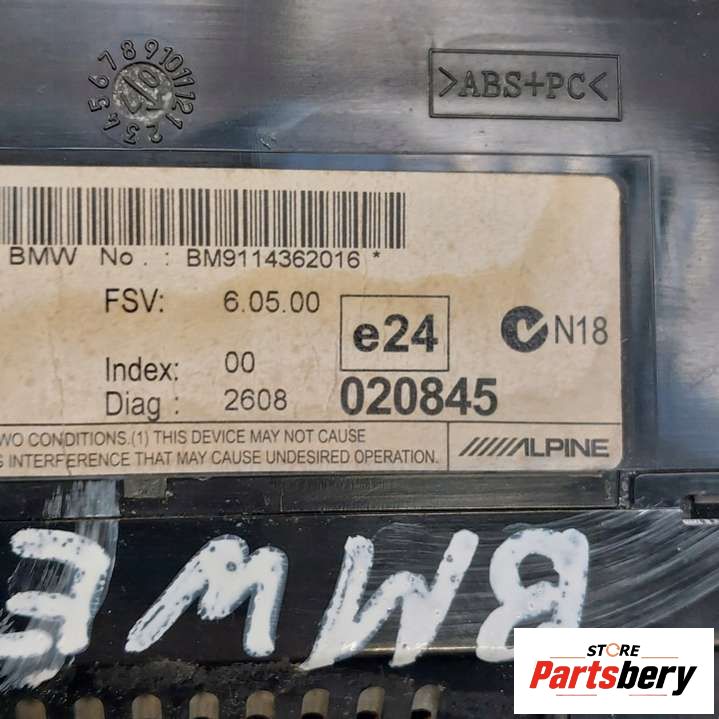 4 5 6 7 8 9 10 11 12 1 2 3
>ABS+PC<
BMW No. : BM9114362016 *
FSV: 6.05.00
e24
N18
Index: 00
Diag : 2608
020845
WO CONDITIONS.(1) THIS DEVICE MAY NOT CAUSE
S INTERFERENCE THAT MAY CAUSE UNDESIRED OPERATION.
ALPINE
BMW E
STORE
Partsbery